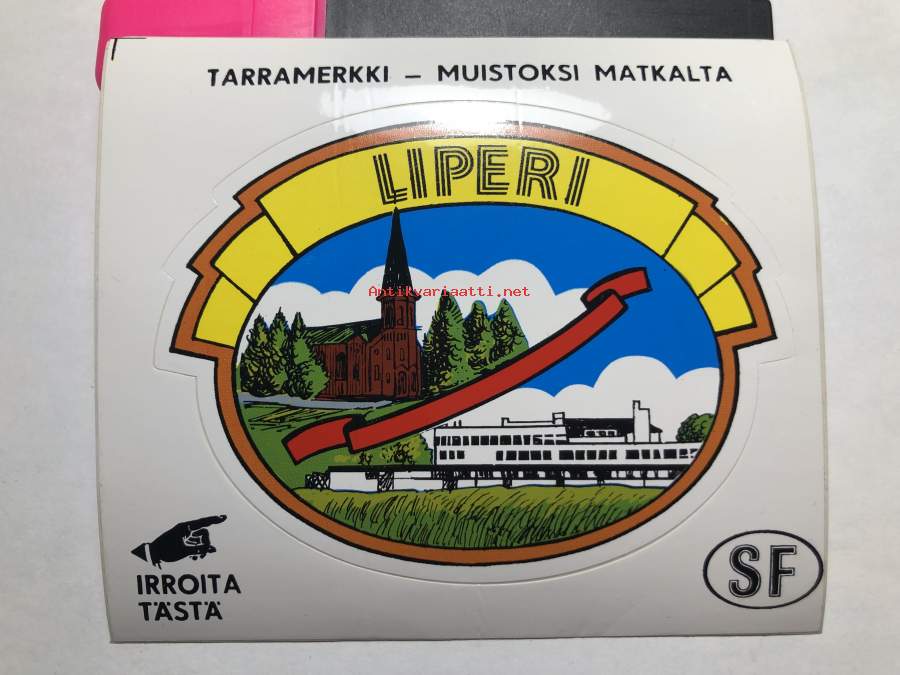 TARRAMERKKI – MUISTOKSI MATKALTA
LIPERI
Antikvariaatti.net
IRROITA
TÄSTÄ
SF